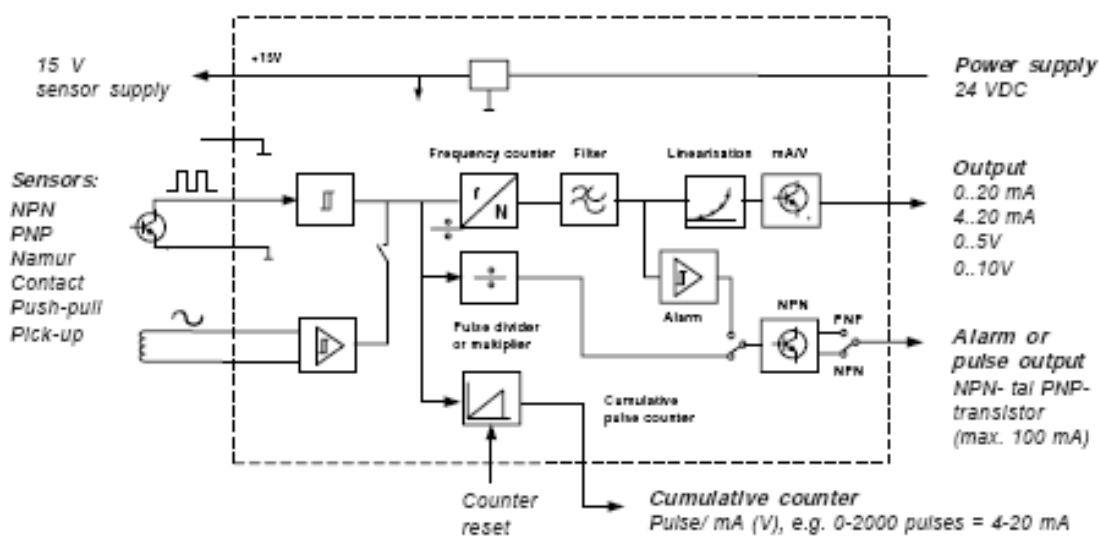 15 V
sensor supply
+15V
Power supply
24 VDC
Sensors:
NPN
PNP
Namur
Contact
Push-pull
Pick-up
Frequency counter
Filter
Linearisation
mA/V
f
N
Output
0..20 mA
4..20 mA
0..5V
0..10V
Alarm
Pulse divider
or multiplier
NPN
PNP
NPN
Alarm or
pulse output
NPN- tai PNP-
transistor
(max. 100 mA)
Cumulative
pulse counter
Counter
reset
Cumulative counter
Pulse/ mA (V), e.g. 0-2000 pulses = 4-20 mA